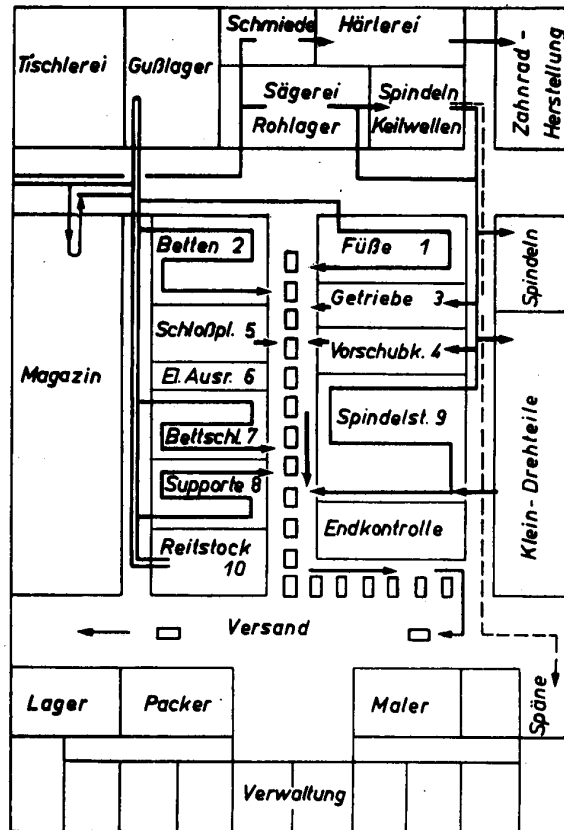 Schmiede
Härterei
Tischlerei
Gußlager
Zahnrad-
Herstellung
Sägerei
Rohlager
Spindeln
Keilwellen
Betten 2
Füße 1
Spindeln
Getriebe 3
Schloßpl. 5
Vorschubk. 4
Magazin
El. Ausr. 6
Bettschl. 7
Spindelst. 9
Klein-Drehteile
Supporte 8
Endkontrolle
Reitstock
10
Versand
Lager
Packer
Maler
Späne
Verwaltung